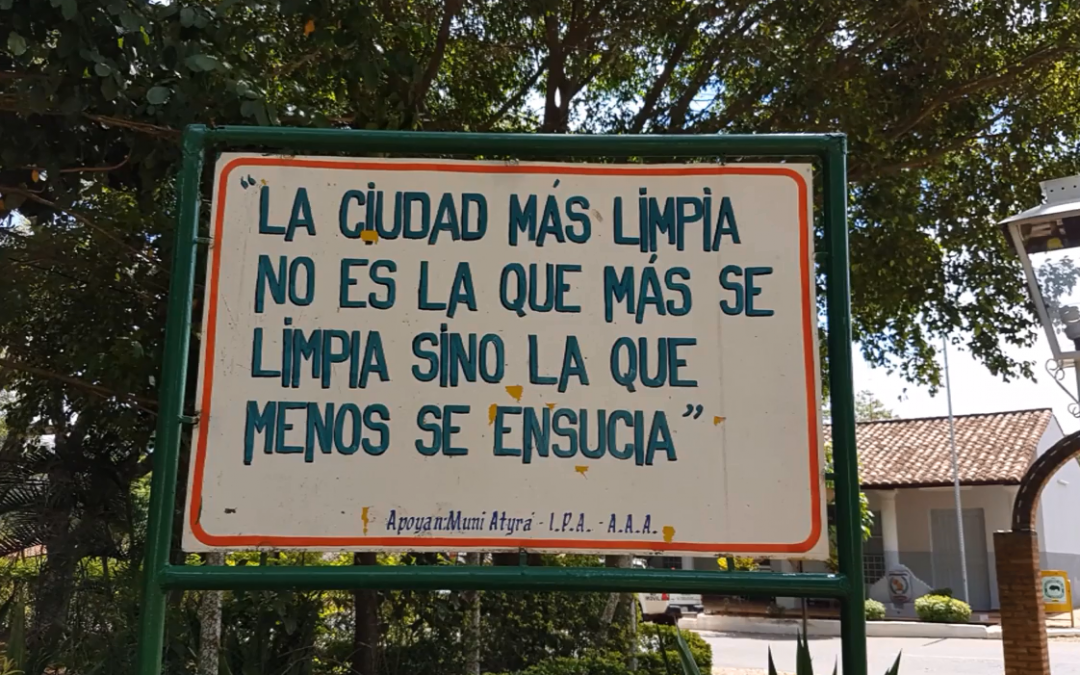 “LA CIUDAD MÁS LIMPIA
NO ES LA QUE MÁS SE
LIMPIA SINO LA QUE
MENOS SE ENSUCIA”
Apoyan:Muni Atyrá - I.P.A. - A.A.A.